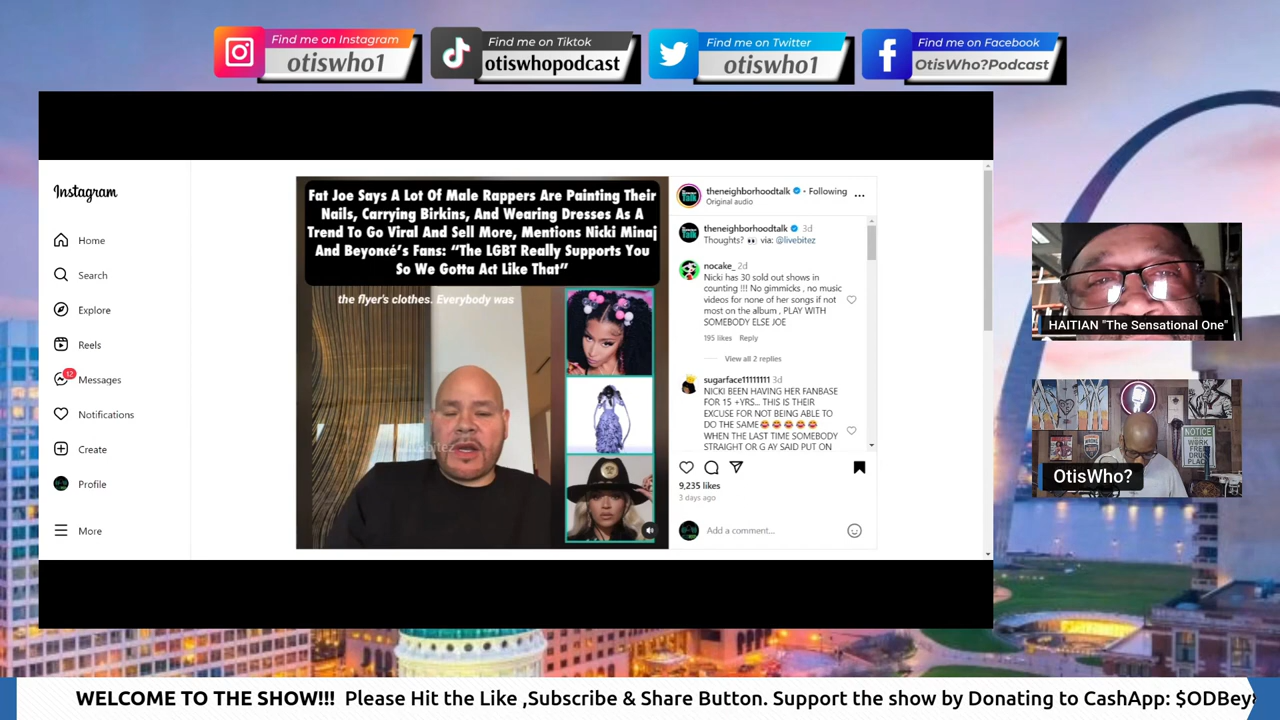 Find me on Instagram
otiswho1
Find me on Tiktok
otiswhopodcast
Find me on Twitter
otiswho1
Find me on Facebook
OtisWho?Podcast
Instagram
Home
Search
Explore
Reels
12
Messages
Notifications
Create
Profile
More
Fat Joe Says A Lot Of Male Rappers Are Painting Their
Nails, Carrying Birkins, And Wearing Dresses As A
Trend To Go Viral And Sell More, Mentions Nicki Minaj
And Beyoncé's Fans: “The LGBT Really Supports You
So We Gotta Act Like That”
the flyer's clothes. Everybody was
theneighborhoodtalk • Following
Original audio
theneighborhoodtalk 3d
Thoughts? 👀 via: @livebitez
nocake_ 2d
Nicki has 30 sold out shows in
counting !!! No gimmicks , no music
videos for none of her songs if not
most on the album , PLAY WITH
SOMEBODY ELSE JOE
195 likes Reply
View all 2 replies
sugarface11111111 3d
NICKI BEEN HAVING HER FANBASE
FOR 15 +YRS... THIS IS THEIR
EXCUSE FOR NOT BEING ABLE TO
DO THE SAME
WHEN THE LAST TIME SOMEBODY
STRAIGHT OR G AY SAID PUT ON
9,235 likes
3 days ago
Add a comment...
HAITIAN "The Sensational One"
NOTICE
WORK
FREE
PLACE
OtisWho?
WELCOME TO THE SHOW!!! Please Hit the Like ,Subscribe & Share Button. Support the show by Donating to CashApp: $ODBey